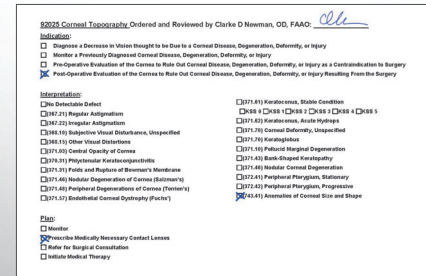 92025 Corneal Topography Ordered and Reviewed by Clarke D Newman, OD, FAAO:
Indication:
Diagnose a Decrease in Vision thought to be Due to a Corneal Disease, Degeneration, Deformity, or Injury
Monitor a Previously Diagnosed Corneal Disease, Degeneration, Deformity, or Injury
Pre-Operative Evaluation of the Cornea to Rule Out Corneal Disease, Degeneration, Deformity, or Injury as a Contraindication to Surgery
Post-Operative Evaluation of the Cornea to Rule Out Corneal Disease, Degeneration, Deformity, or Injury Resulting From the Surgery
Interpretation:
No Detectable Defect
(367.21) Regular Astigmatism
(367.22) Irregular Astigmatism
(368.10) Subjective Visual Disturbance, Unspecified
(368.15) Other Visual Distortions
(371.03) Central Opacity of Cornea
(370.31) Phlyctenular Keratoconjunctivitis
(371.31) Folds and Rupture of Bowman's Membrane
(371.46) Nodular Degeneration of Cornea (Salzman's)
(371.48) Peripheral Degenerations of Cornea (Terrien's)
(371.57) Endothelial Corneal Dystrophy (Fuchs')
(371.61) Keratoconus, Stable Condition
KSS 0 KSS 1 KSS 2 KSS 3 KSS 4 KSS 5
(371.62) Keratoconus, Acute Hydrops
(371.70) Corneal Deformity, Unspecified
(371.70) Keratoglobus
(371.10) Pellucid Marginal Degeneration
(371.43) Band-Shaped Keratopathy
(371.46) Nodular Corneal Degeneration
(372.41) Peripheral Pterygium, Stationary
(372.42) Peripheral Pterygium, Progressive
(743.41) Anomalies of Corneal Size and Shape
Plan:
Monitor
Prescribe Medically Necessary Contact Lenses
Refer for Surgical Consultation
Initiate Medical Therapy